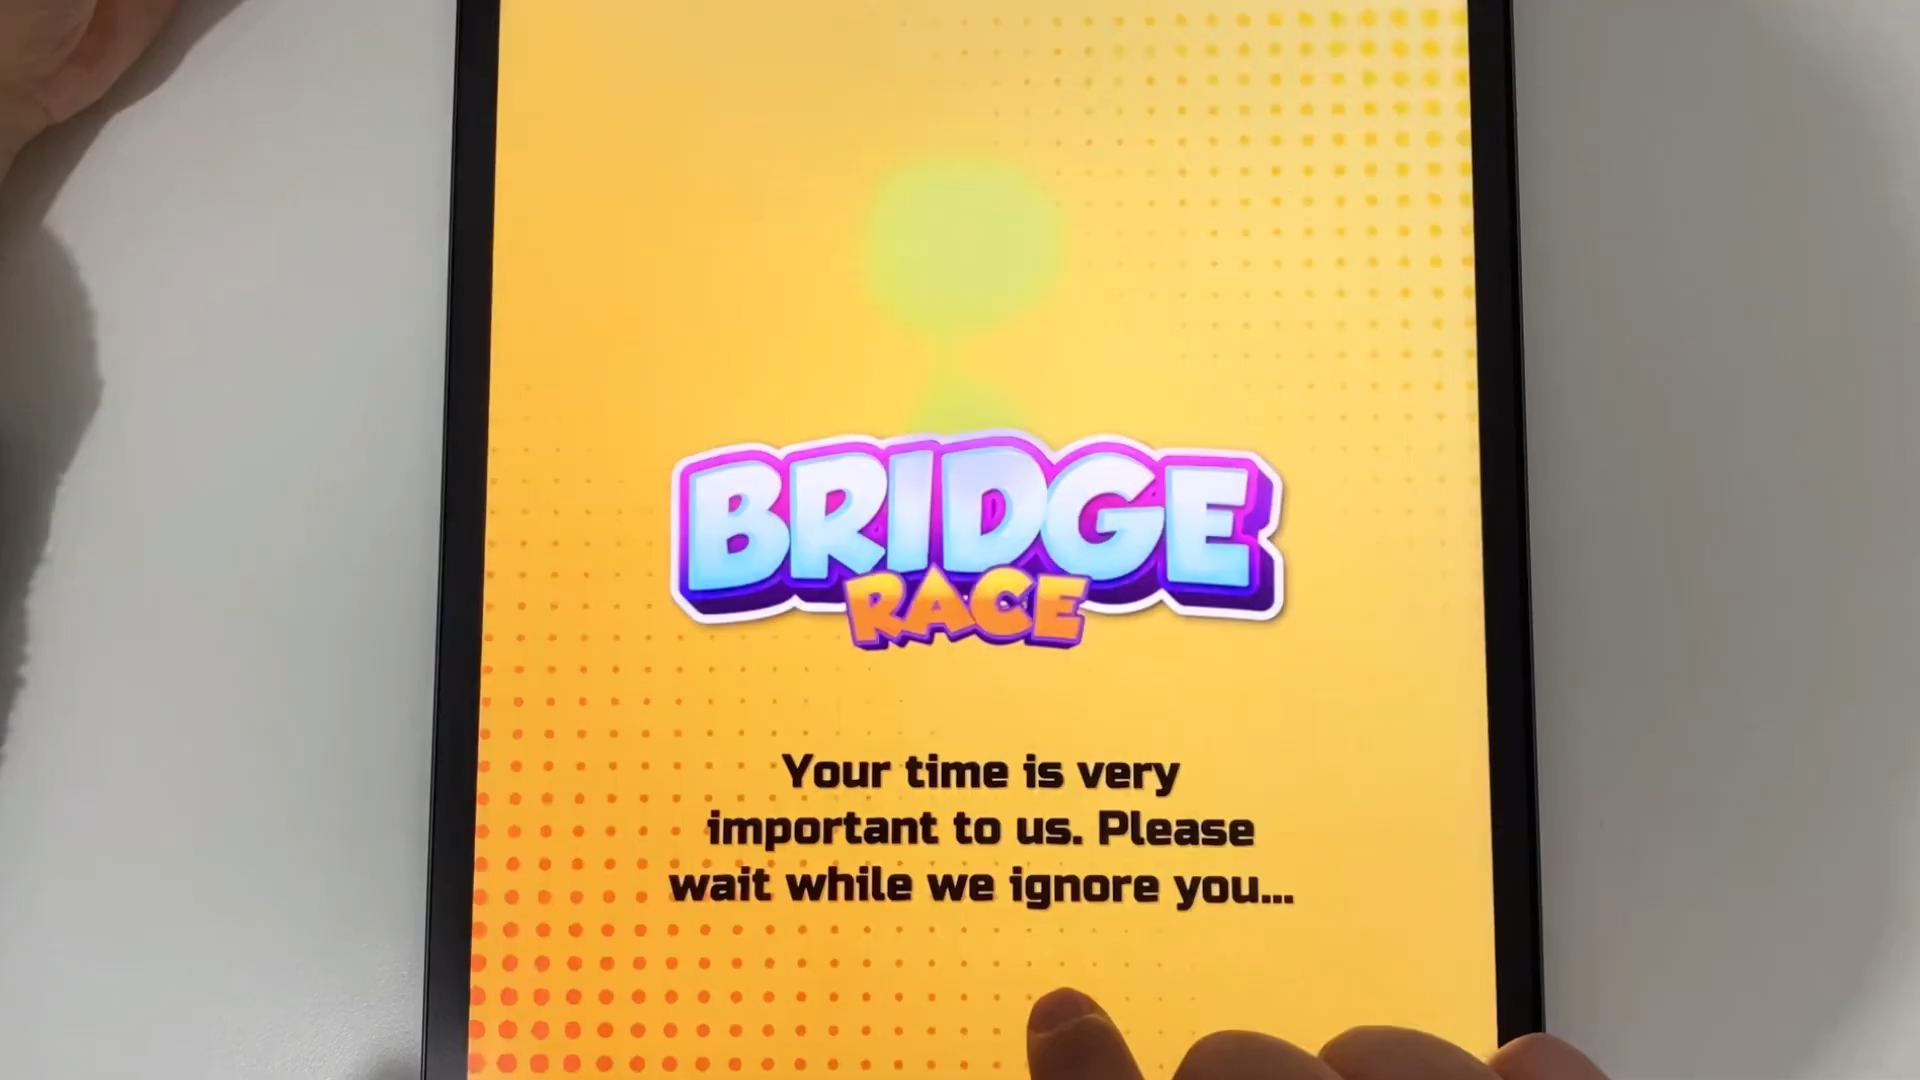 BRIDGE
RACE
Your time is very
important to us. Please
wait while we ignore you...